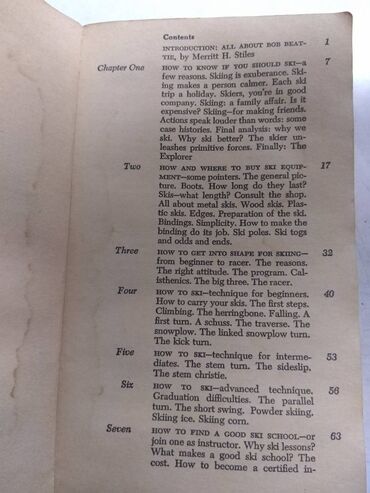 Contents
INTRODUCTION: ALL ABOUT BOB BEAT- 1
TIE, by Merritt H. Stiles
Chapter One HOW TO KNOW IF YOU SHOULD SKI—a 7
few reasons. Skiing is exuberance. Ski-
ing makes a person calmer. Each ski
trip a holiday. Skiers, you're in good
company. Skiing: a family affair. Is it
expensive? Skiing—for making friends.
Actions speak louder than words: some
case histories. Final analysis: why we
ski. Why ski better? The skier un-
leashes primitive forces. Finally: The
Explorer
Two HOW AND WHERE TO BUY SKI EQUIP- 17
MENT—some pointers. The general pic-
ture. Boots. How long do they last?
Skis—what length? Consult the shop.
All about metal skis. Wood skis. Plas-
tic skis. Edges. Preparation of the ski.
Bindings. Simplicity. How to make the
binding do its job. Ski poles. Ski togs
and odds and ends.
Three HOW TO GET INTO SHAPE FOR SKIING— 32
from beginner to racer. The reasons.
The right attitude. The program. Cal-
isthenics. The big three. The racer.
Four HOW TO SKI—technique for beginners. 40
How to carry your skis. The first steps.
Climbing. The herringbone. Falling. A
first turn. A schuss. The traverse. The
snowplow. The linked snowplow turn.
The kick turn.
Five HOW TO SKI—technique for interme- 53
diates. The stem turn. The sideslip.
The stem christie.
Six HOW TO SKI—advanced technique. 56
Graduation difficulties. The parallel
turn. The short swing. Powder skiing.
Skiing ice. Skiing corn.
Seven HOW TO FIND A GOOD SKI SCHOOL—or 63
join one as instructor. Why ski lessons?
What makes a good ski school? The
cost. How to become a certified in-